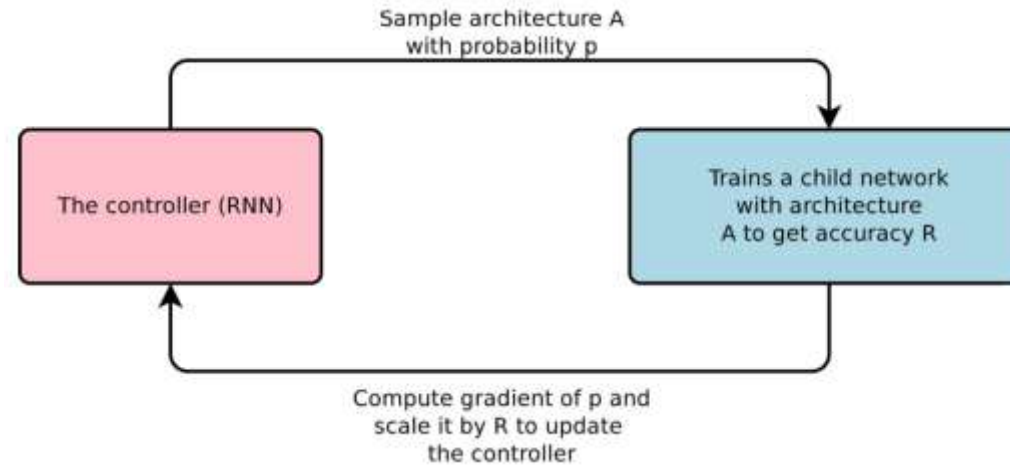 Sample architecture A
with probability p
The controller (RNN)
Trains a child network
with architecture
A to get accuracy R
Compute gradient of p and
scale it by R to update
the controller